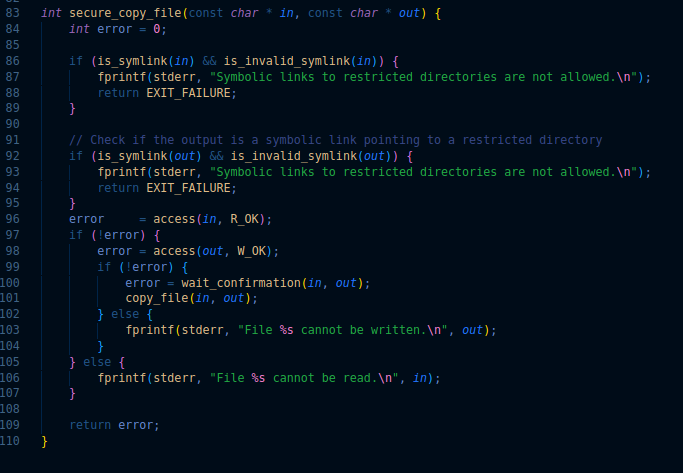 83 int secure_copy_file(const char * in, const char * out) {
84     int error = 0;
85
86     if (is_symlink(in) && is_invalid_symlink(in)) {
87         fprintf(stderr, "Symbolic links to restricted directories are not allowed.\n");
88         return EXIT_FAILURE;
89     }
90
91     // Check if the output is a symbolic link pointing to a restricted directory
92     if (is_symlink(out) && is_invalid_symlink(out)) {
93         fprintf(stderr, "Symbolic links to restricted directories are not allowed.\n");
94         return EXIT_FAILURE;
95     }
96     error     = access(in, R_OK);
97     if (!error) {
98         error = access(out, W_OK);
99         if (!error) {
100             error = wait_confirmation(in, out);
101             copy_file(in, out);
102         } else {
103             fprintf(stderr, "File %s cannot be written.\n", out);
104         }
105     } else {
106         fprintf(stderr, "File %s cannot be read.\n", in);
107     }
108
109     return error;
110 }